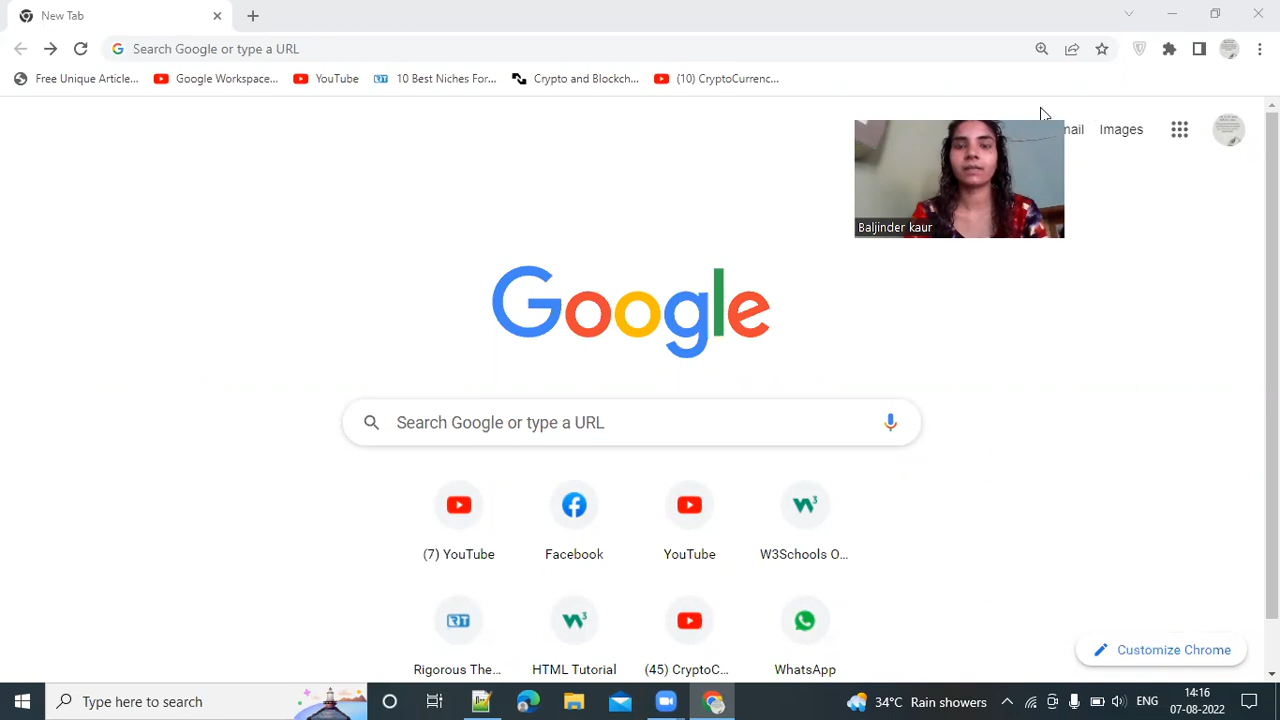 New Tab
Search Google or type a URL
Free Unique Article...
Google Workspace...
YouTube
10 Best Niches For...
Crypto and Blockch...
(10) CryptoCurrenc...
mail
Images
Baljinder kaur
Google
Search Google or type a URL
(7) YouTube
Facebook
YouTube
W3Schools O...
Rigorous The...
HTML Tutorial
(45) CryptoC...
WhatsApp
Customize Chrome
Type here to search
34°C Rain showers
ENG
14:16
07-08-2022